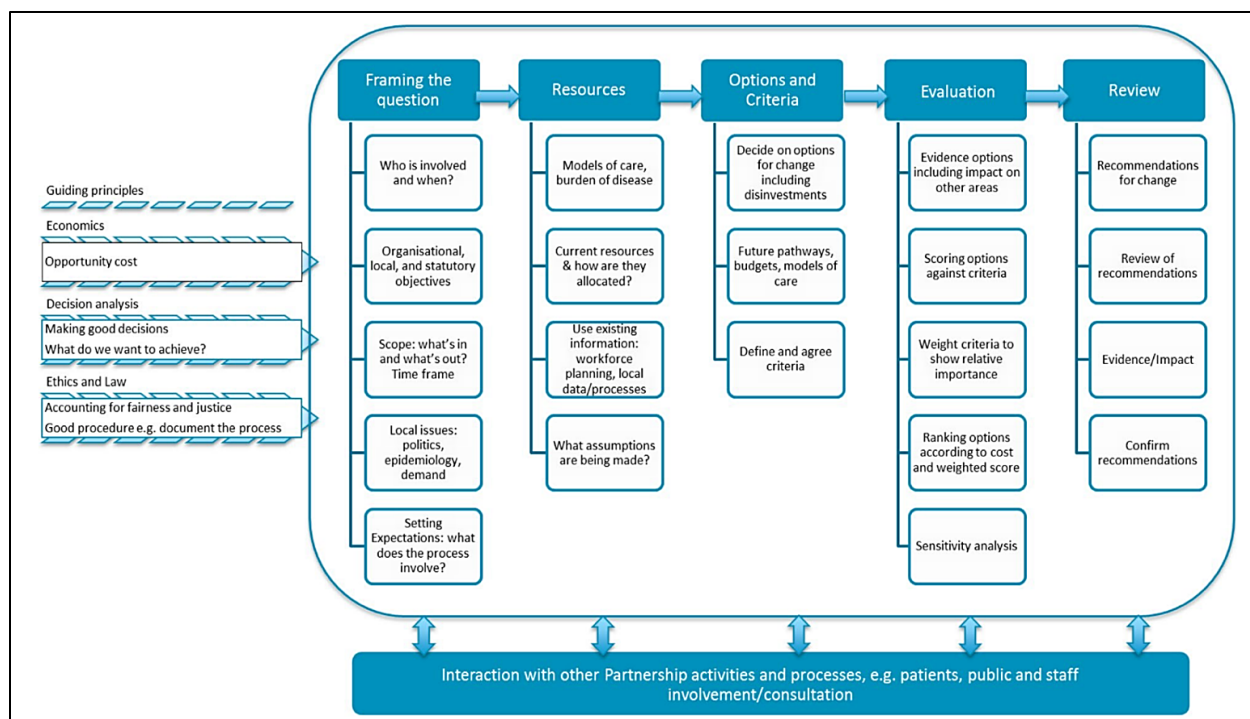 Guiding principles
Economics
Opportunity cost
Decision analysis
Making good decisions
What do we want to achieve?
Ethics and Law
Accounting for fairness and justice
Good procedure e.g. document the process
Framing the
question
Who is involved
and when?
Organisational,
local, and statutory
objectives
Scope: what's in
and what's out?
Time frame
Local issues:
politics,
epidemiology,
demand
Setting
Expectations: what
does the process
involve?
Resources
Models of care,
burden of disease
Current resources
& how are they
allocated?
Use existing
information:
workforce
planning, local
data/processes
What assumptions
are being made?
Options and
Criteria
Decide on options
for change
including
disinvestments
Future pathways,
budgets, models of
care
Define and agree
criteria
Evaluation
Evidence options
including impact on
other areas
Scoring options
against criteria
Weight criteria to
show relative
importance
Ranking options
according to cost
and weighted score
Sensitivity analysis
Review
Recommendations
for change
Review of
recommendations
Evidence/Impact
Confirm
recommendations
Interaction with other Partnership activities and processes, e.g. patients, public and staff
involvement/consultation